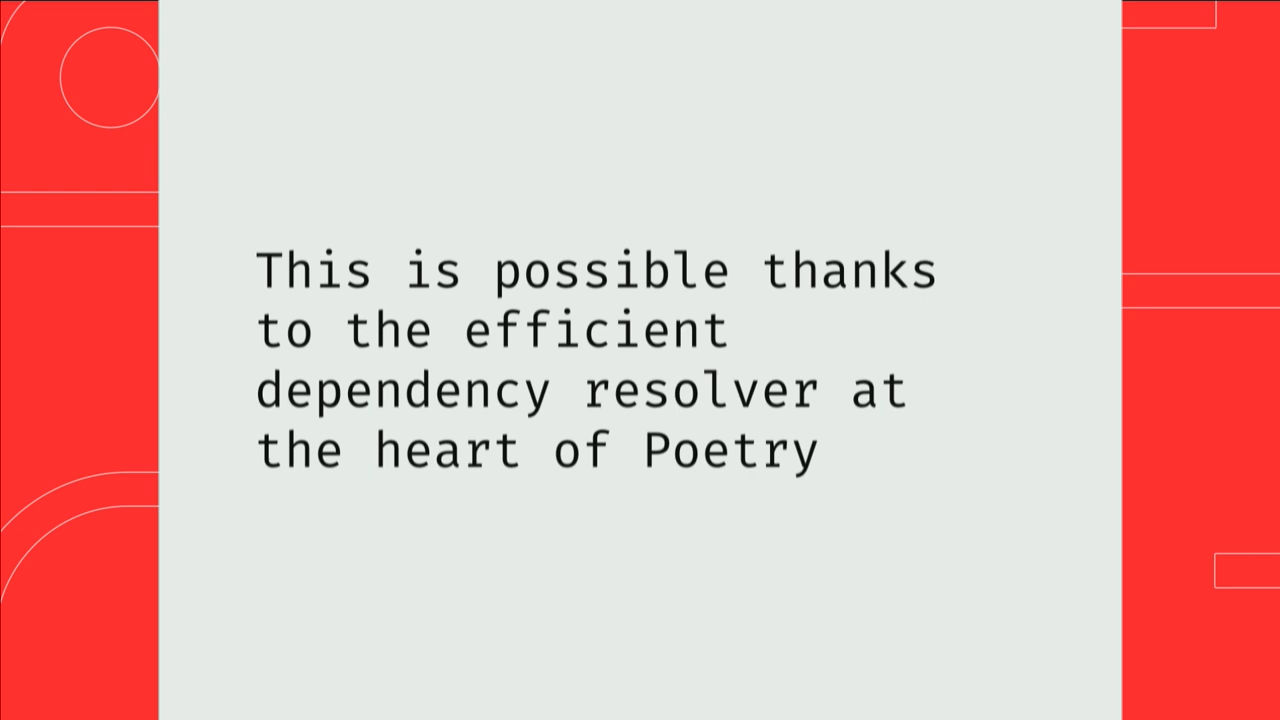 This is possible thanks
to the efficient
dependency resolver at
the heart of Poetry